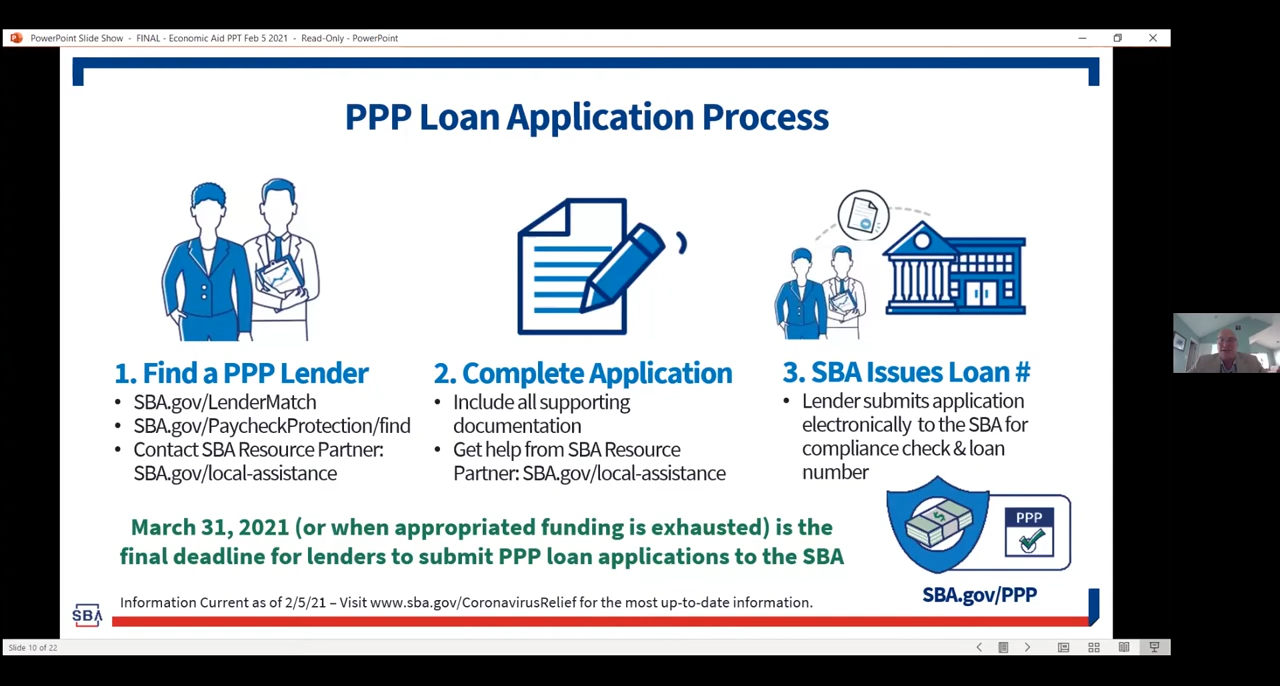 PowerPoint Slide Show - FINAL - Economic Aid PPT Feb 5 2021 - Read-Only - PowerPoint
PPP Loan Application Process
1. Find a PPP Lender
• SBA.gov/LenderMatch
• SBA.gov/PaycheckProtection/find
• Contact SBA Resource Partner:
SBA.gov/local-assistance
2. Complete Application
• Include all supporting
documentation
• Get help from SBA Resource
Partner: SBA.gov/local-assistance
3. SBA Issues Loan #
• Lender submits application
electronically to the SBA for
compliance check & loan
number
March 31, 2021 (or when appropriated funding is exhausted) is the
final deadline for lenders to submit PPP loan applications to the SBA
$
PPP
SBA.gov/PPP
Information Current as of 2/5/21 – Visit www.sba.gov/CoronavirusRelief for the most up-to-date information.
SBA
Slide 10 of 22